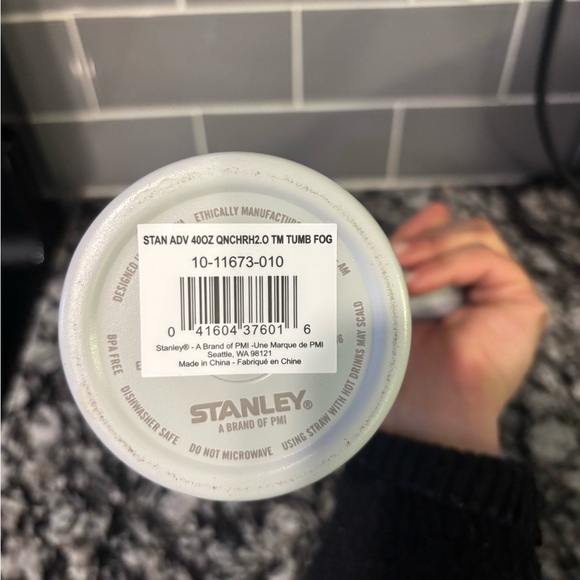 ETHICALLY MANUFACTURE
STAN ADV 40OZ QNCHRH2.O TM TUMB FOG
10-11673-010
0 41604 37601 6
Stanley® - A Brand of PMI -Une Marque de PMI
Seattle, WA 98121
Made in China - Fabriqué en Chine
DESIGNED
BPA FREE
DISHWASHER SAFE
DO NOT MICROWAVE
USING STRAW WITH HOT DRINKS MAY SCALD
STANLEY®
A BRAND OF PMI